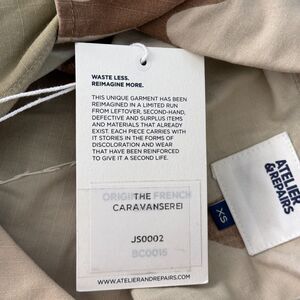 WASTE LESS.
REIMAGINE MORE.
THIS UNIQUE GARMENT HAS BEEN
REIMAGINED IN A LIMITED RUN
FROM LEFTOVER, SECOND-HAND,
DEFECTIVE AND SURPLUS ITEMS
AND MATERIALS THAT ALREADY
EXIST. EACH PIECE CARRIES WITH
IT STORIES IN THE FORMS OF
DISCOLORATION AND WEAR
THAT HAVE BEEN REINFORCED
TO GIVE IT A SECOND LIFE.
ORIGINAL FRENCH
THE
CARAVANSEREI
JS0002
BC0015
WWW.ATELIERANDREPAIRS.COM
ATELIER
&REPAIRS
XS